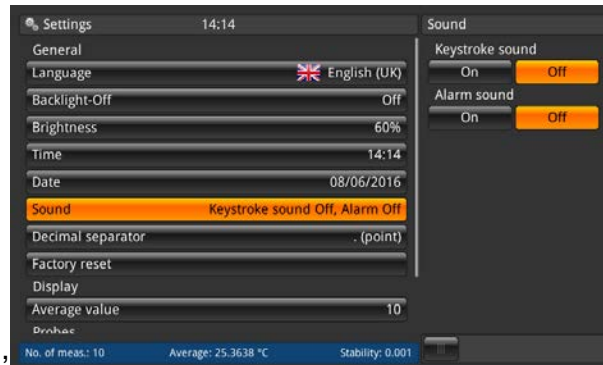 Settings 14:14
General
Language English (UK)
Backlight-Off Off
Brightness 60%
Time 14:14
Date 08/06/2016
Sound Keystroke sound Off, Alarm Off
Decimal separator . (point)
Factory reset
Display
Average value 10
Probes
, No. of meas.: 10 Average: 25.3638 °C Stability: 0.001
Sound
Keystroke sound
On Off
Alarm sound
On Off